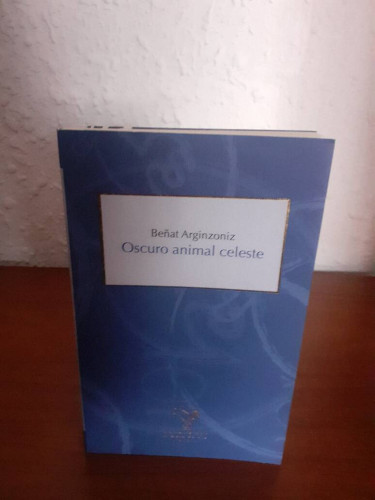 Beñat Arginzoniz
Oscuro animal celeste